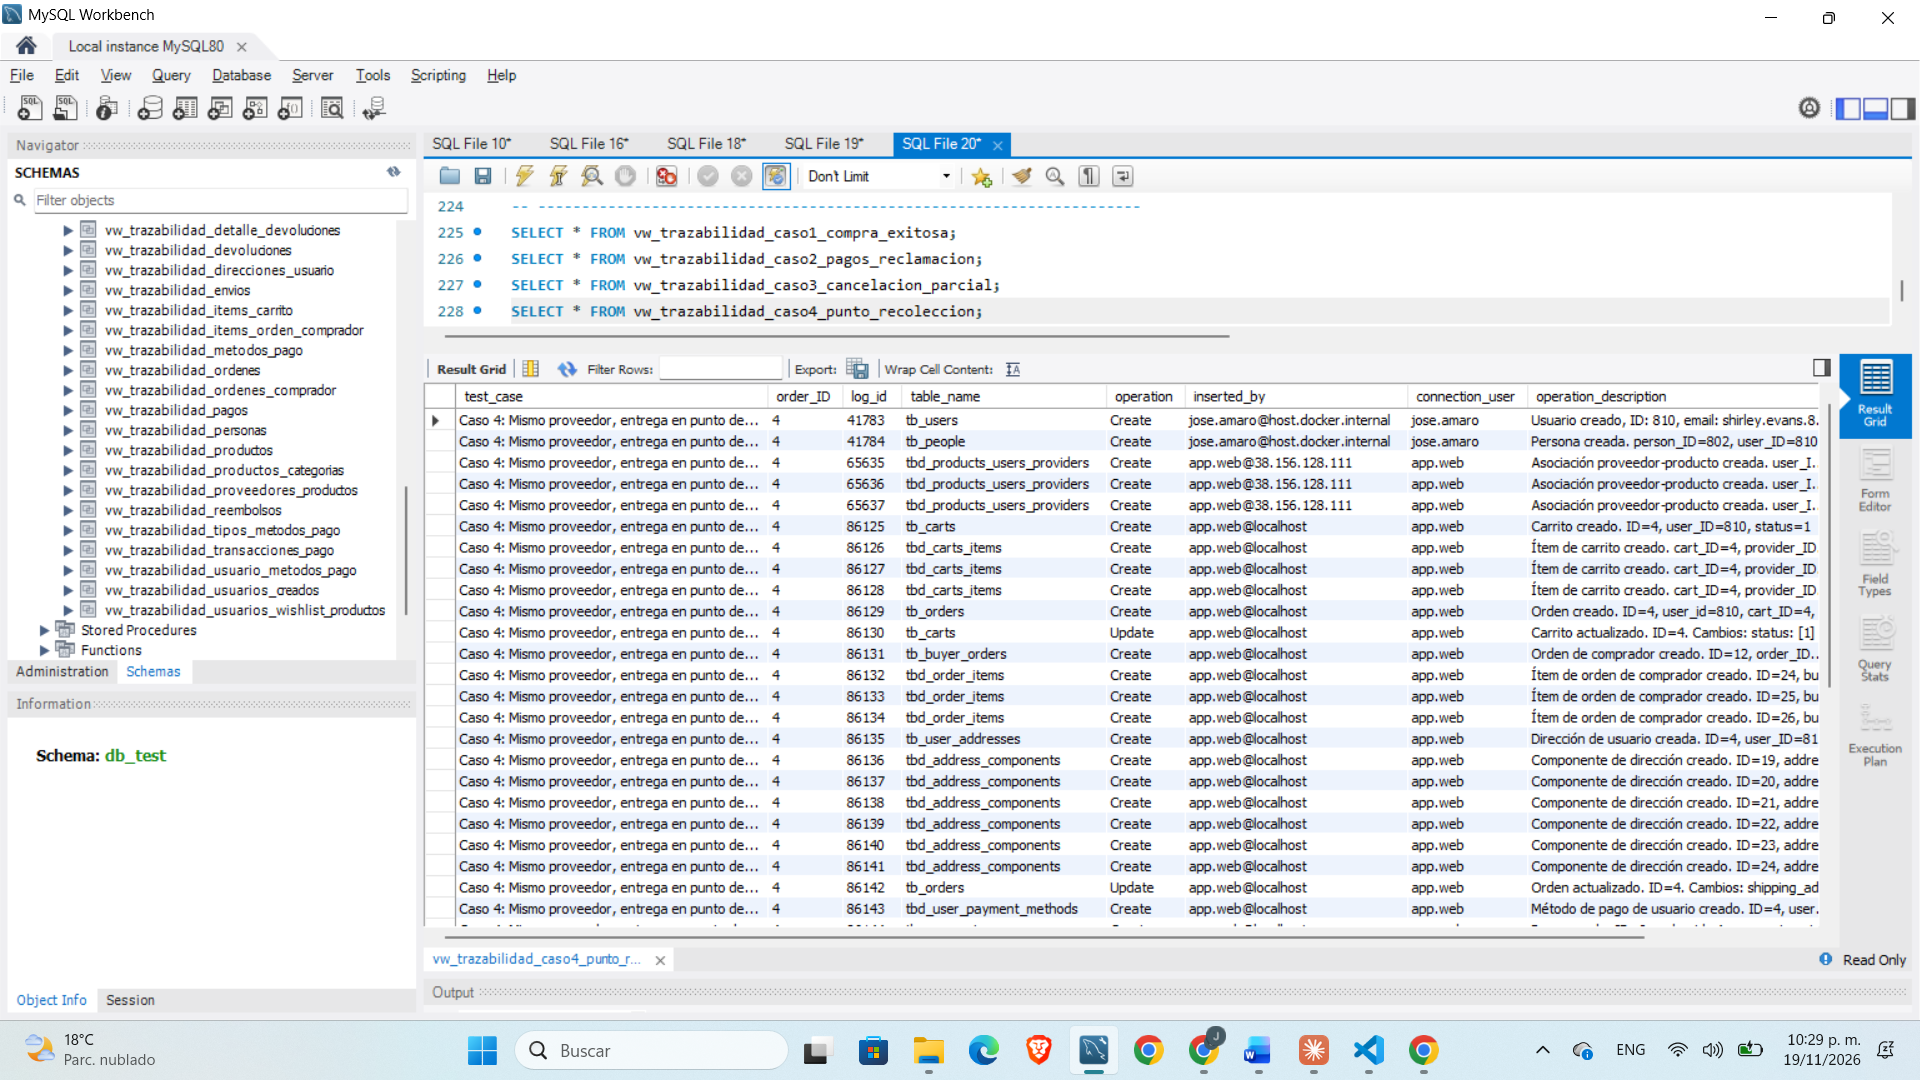 MySQL Workbench
Local instance MySQL80
File Edit View Query Database Server Tools Scripting Help
Navigator
SCHEMAS
Filter objects
vw_trazabilidad_detalle_devoluciones
vw_trazabilidad_devoluciones
vw_trazabilidad_direcciones_usuario
vw_trazabilidad_envios
vw_trazabilidad_items_carrito
vw_trazabilidad_items_orden_comprador
vw_trazabilidad_metodos_pago
vw_trazabilidad_ordenes
vw_trazabilidad_ordenes_comprador
vw_trazabilidad_pagos
vw_trazabilidad_personas
vw_trazabilidad_productos
vw_trazabilidad_productos_categorias
vw_trazabilidad_proveedores_productos
vw_trazabilidad_reembolsos
vw_trazabilidad_tipos_metodos_pago
vw_trazabilidad_transacciones_pago
vw_trazabilidad_usuario_metodos_pago
vw_trazabilidad_usuarios_creados
vw_trazabilidad_usuarios_wishlist_productos
Stored Procedures
Functions
Administration Schemas
Information
Schema: db_test
Object Info Session
SQL File 10* SQL File 16* SQL File 18* SQL File 19* SQL File 20*
Don't Limit
224 -- ---------------------------------------------------------------------
225 SELECT * FROM vw_trazabilidad_caso1_compra_exitosa;
226 SELECT * FROM vw_trazabilidad_caso2_pagos_reclamacion;
227 SELECT * FROM vw_trazabilidad_caso3_cancelacion_parcial;
228 SELECT * FROM vw_trazabilidad_caso4_punto_recoleccion;
Result Grid Filter Rows: Export: Wrap Cell Content:
test_case order_ID log_id table_name operation inserted_by connection_user operation_description
Caso 4: Mismo proveedor, entrega en punto de... 4 41783 tb_users Create jose.amaro@host.docker.internal jose.amaro Usuario creado, ID: 810, email: shirley.evans.8...
Caso 4: Mismo proveedor, entrega en punto de... 4 41784 tb_people Create jose.amaro@host.docker.internal jose.amaro Persona creada. person_ID=802, user_ID=810
Caso 4: Mismo proveedor, entrega en punto de... 4 65635 tbd_products_users_providers Create app.web@38.156.128.111 app.web Asociación proveedor-producto creada. user_I...
Caso 4: Mismo proveedor, entrega en punto de... 4 65636 tbd_products_users_providers Create app.web@38.156.128.111 app.web Asociación proveedor-producto creada. user_I...
Caso 4: Mismo proveedor, entrega en punto de... 4 65637 tbd_products_users_providers Create app.web@38.156.128.111 app.web Asociación proveedor-producto creada. user_I...
Caso 4: Mismo proveedor, entrega en punto de... 4 86125 tb_carts Create app.web@localhost app.web Carrito creado. ID=4, user_ID=810, status=1
Caso 4: Mismo proveedor, entrega en punto de... 4 86126 tbd_carts_items Create app.web@localhost app.web Ítem de carrito creado. cart_ID=4, provider_ID
Caso 4: Mismo proveedor, entrega en punto de... 4 86127 tbd_carts_items Create app.web@localhost app.web Ítem de carrito creado. cart_ID=4, provider_ID.
Caso 4: Mismo proveedor, entrega en punto de... 4 86128 tbd_carts_items Create app.web@localhost app.web Ítem de carrito creado. cart_ID=4, provider_ID.
Caso 4: Mismo proveedor, entrega en punto de... 4 86129 tb_orders Create app.web@localhost app.web Orden creado. ID=4, user_id=810, cart_ID=4,
Caso 4: Mismo proveedor, entrega en punto de... 4 86130 tb_carts Update app.web@localhost app.web Carrito actualizado. ID=4. Cambios: status: [1]
Caso 4: Mismo proveedor, entrega en punto de... 4 86131 tb_buyer_orders Create app.web@localhost app.web Orden de comprador creado. ID=12, order_ID...
Caso 4: Mismo proveedor, entrega en punto de... 4 86132 tbd_order_items Create app.web@localhost app.web Ítem de orden de comprador creado. ID=24, bu
Caso 4: Mismo proveedor, entrega en punto de... 4 86133 tbd_order_items Create app.web@localhost app.web Ítem de orden de comprador creado. ID=25, bu
Caso 4: Mismo proveedor, entrega en punto de... 4 86134 tbd_order_items Create app.web@localhost app.web Ítem de orden de comprador creado. ID=26, bu
Caso 4: Mismo proveedor, entrega en punto de... 4 86135 tb_user_addresses Create app.web@localhost app.web Dirección de usuario creada. ID=4, user_ID=81
Caso 4: Mismo proveedor, entrega en punto de... 4 86136 tbd_address_components Create app.web@localhost app.web Componente de dirección creado. ID=19, addre
Caso 4: Mismo proveedor, entrega en punto de... 4 86137 tbd_address_components Create app.web@localhost app.web Componente de dirección creado. ID=20, addre
Caso 4: Mismo proveedor, entrega en punto de... 4 86138 tbd_address_components Create app.web@localhost app.web Componente de dirección creado. ID=21, addre
Caso 4: Mismo proveedor, entrega en punto de... 4 86139 tbd_address_components Create app.web@localhost app.web Componente de dirección creado. ID=22, addre
Caso 4: Mismo proveedor, entrega en punto de... 4 86140 tbd_address_components Create app.web@localhost app.web Componente de dirección creado. ID=23, addre
Caso 4: Mismo proveedor, entrega en punto de... 4 86141 tbd_address_components Create app.web@localhost app.web Componente de dirección creado. ID=24, addre
Caso 4: Mismo proveedor, entrega en punto de... 4 86142 tb_orders Update app.web@localhost app.web Orden actualizado. ID=4. Cambios: shipping_ad
Caso 4: Mismo proveedor, entrega en punto de... 4 86143 tbd_user_payment_methods Create app.web@localhost app.web Método de pago de usuario creado. ID=4, user.
Result Grid
Form Editor
Field Types
Query Stats
Execution Plan
vw_trazabilidad_caso4_punto_r...
Read Only
Output
18°C
Parc. nublado
Buscar
J
ENG
10:29 p. m.
19/11/2026